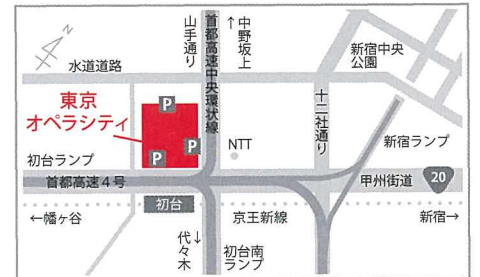 山手通り
首都高速中央環状線
↑中野坂上
新宿中央
公園
水道道路
東京
オペラシティ
P
P
P
十二社通り
NTT
新宿ランプ
初台ランプ
首都高速4号
甲州街道
20
初台
←幡ヶ谷
京王新線
新宿→
代々木↓
初台南
ランプ
N